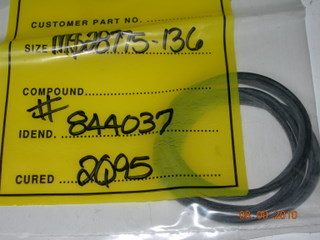 CUSTOMER PART NO.
SIZE MS28775-136
COMPOUND
#
IDEND. 844037
CURED 2Q95